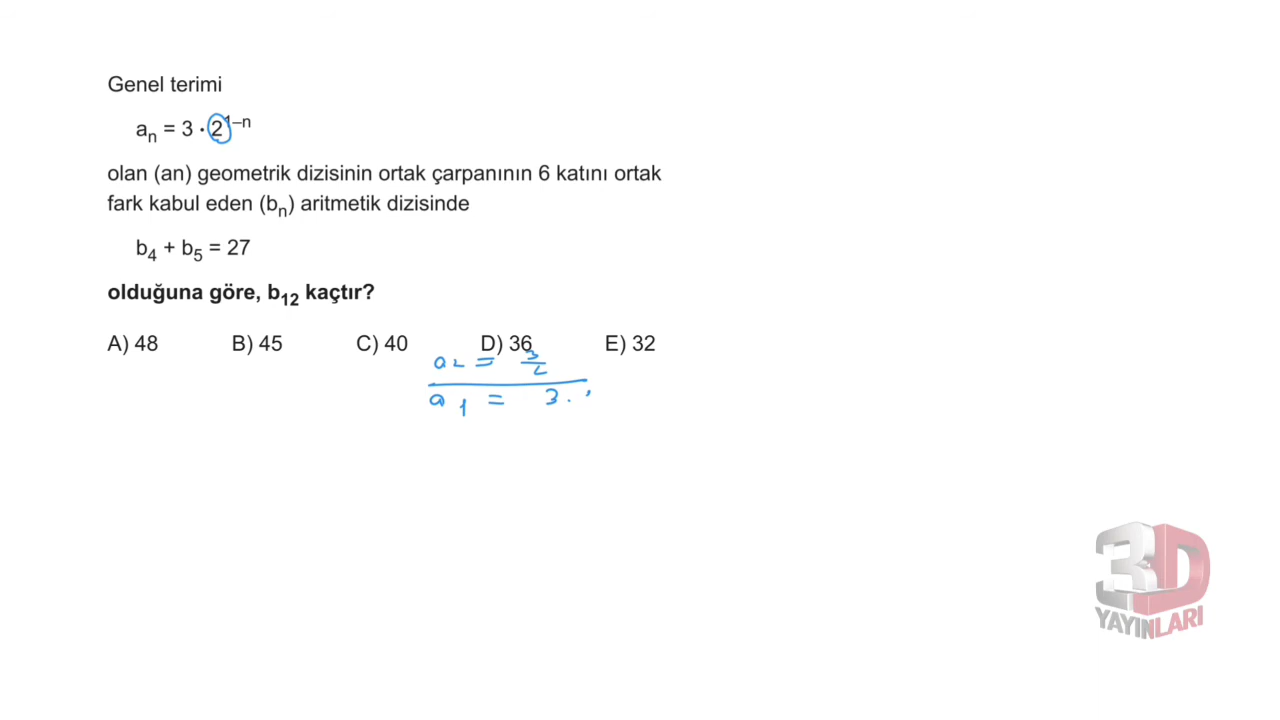 Genel terimi
aₙ = 3 · 2¹⁻ⁿ
olan (an) geometrik dizisinin ortak çarpanının 6 katını ortak
fark kabul eden (bₙ) aritmetik dizisinde
b₄ + b₅ = 27
olduğuna göre, b₁₂ kaçtır?
A) 48 B) 45 C) 40 D) 36 E) 32
a₂ = 3/2
a₁ = 3 ·
3D
YAYINLARI